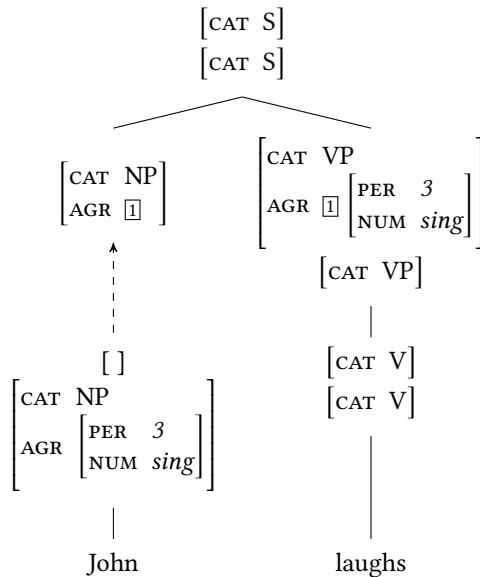 [CAT S]
[CAT S]
[CAT NP
AGR 1]
[CAT VP
AGR 1 [PER 3
NUM sing]]
[CAT VP]
[ ]
[CAT NP
AGR [PER 3
NUM sing]]
[CAT V]
[CAT V]
John laughs